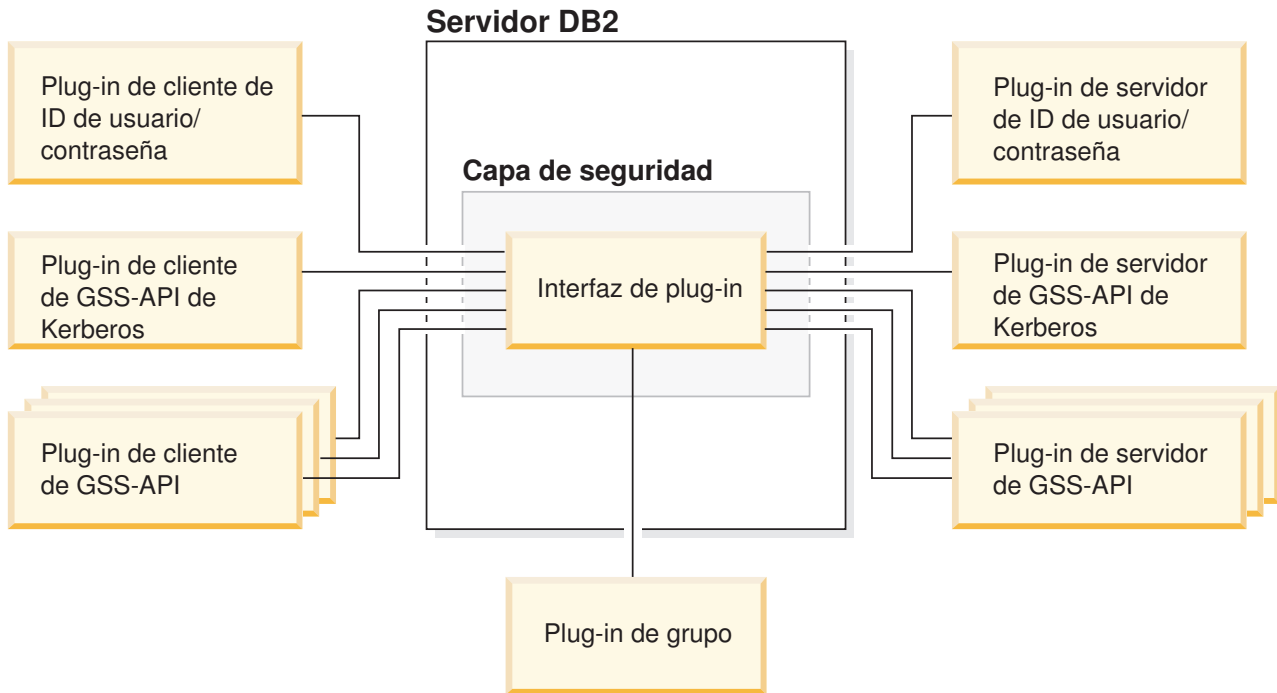 Servidor DB2
Plug-in de cliente de
ID de usuario/
contraseña
Plug-in de servidor
de ID de usuario/
contraseña
Capa de seguridad
Plug-in de cliente
de GSS-API de
Kerberos
Interfaz de plug-in
Plug-in de servidor
de GSS-API de
Kerberos
Plug-in de cliente
de GSS-API
Plug-in de servidor
de GSS-API
Plug-in de grupo